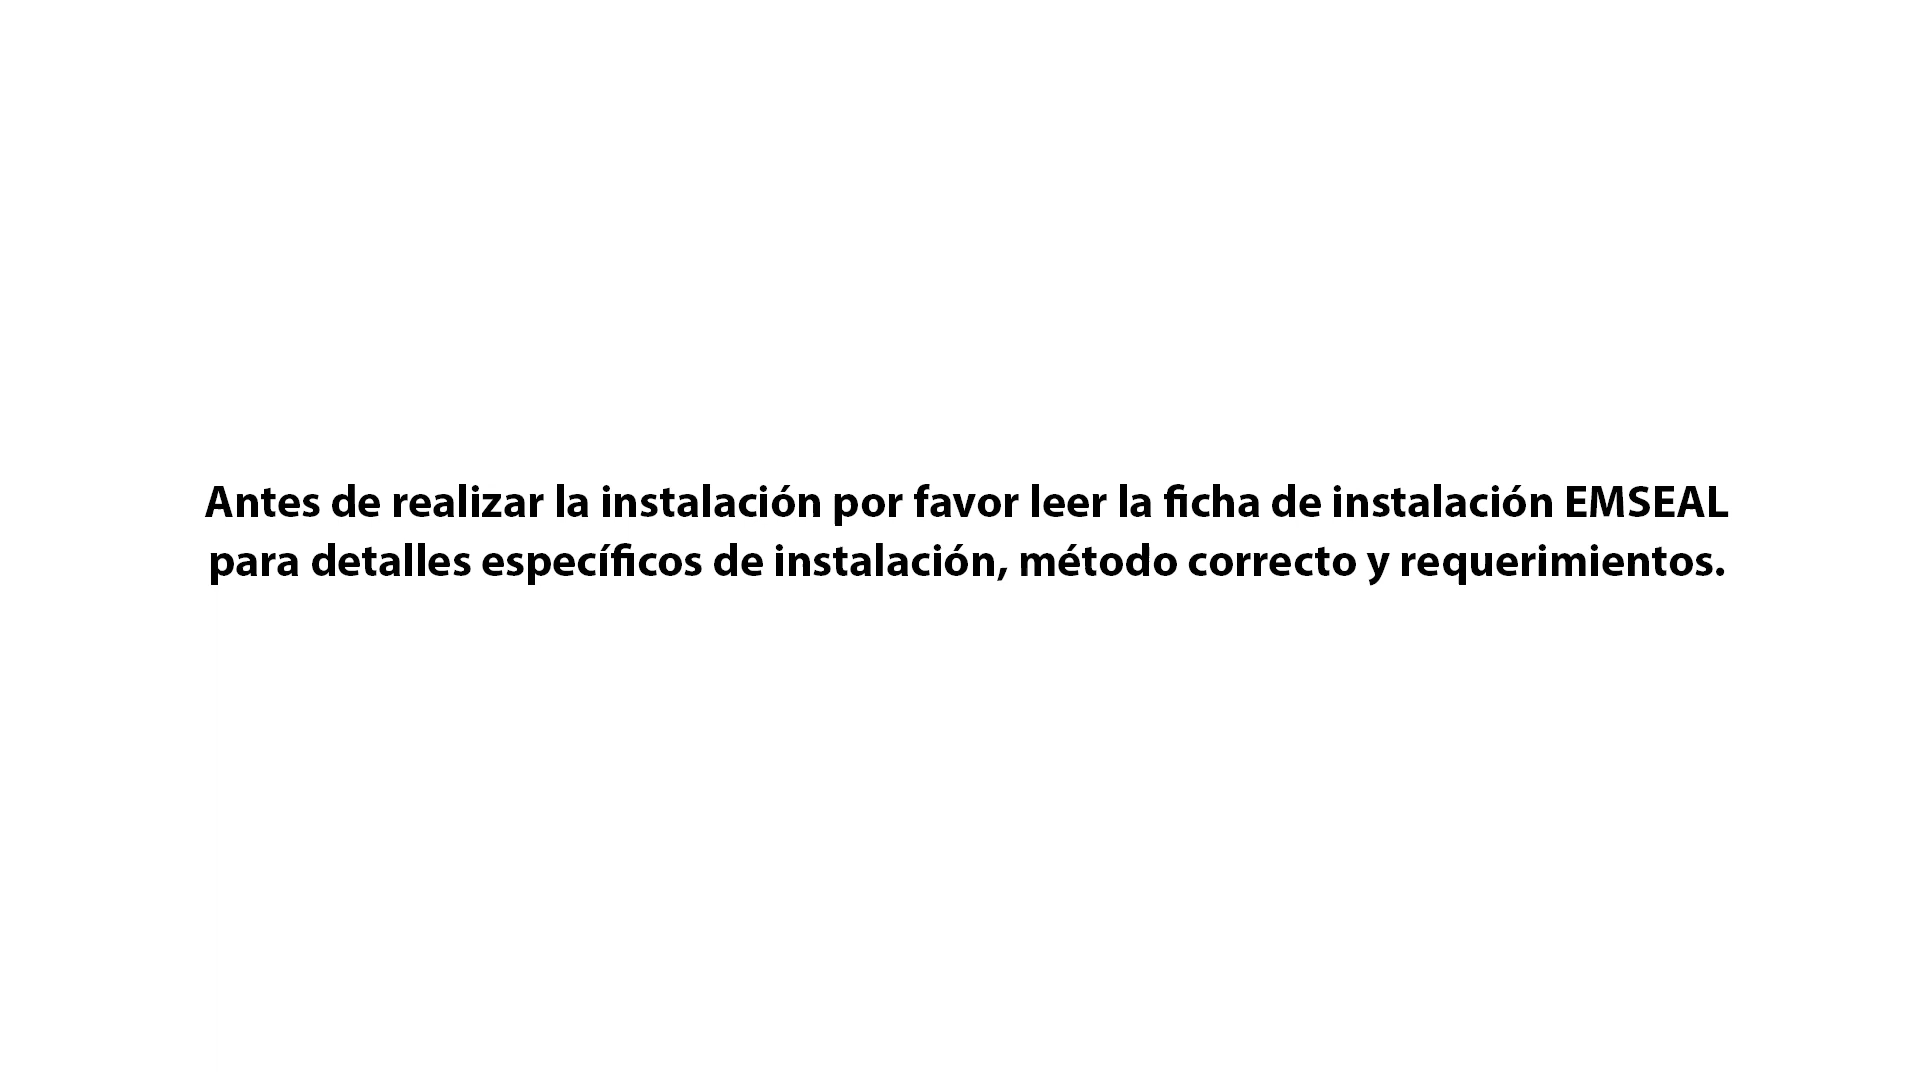 Antes de realizar la instalación por favor leer la ficha de instalación EMSEAL
para detalles específicos de instalación, método correcto y requerimientos.